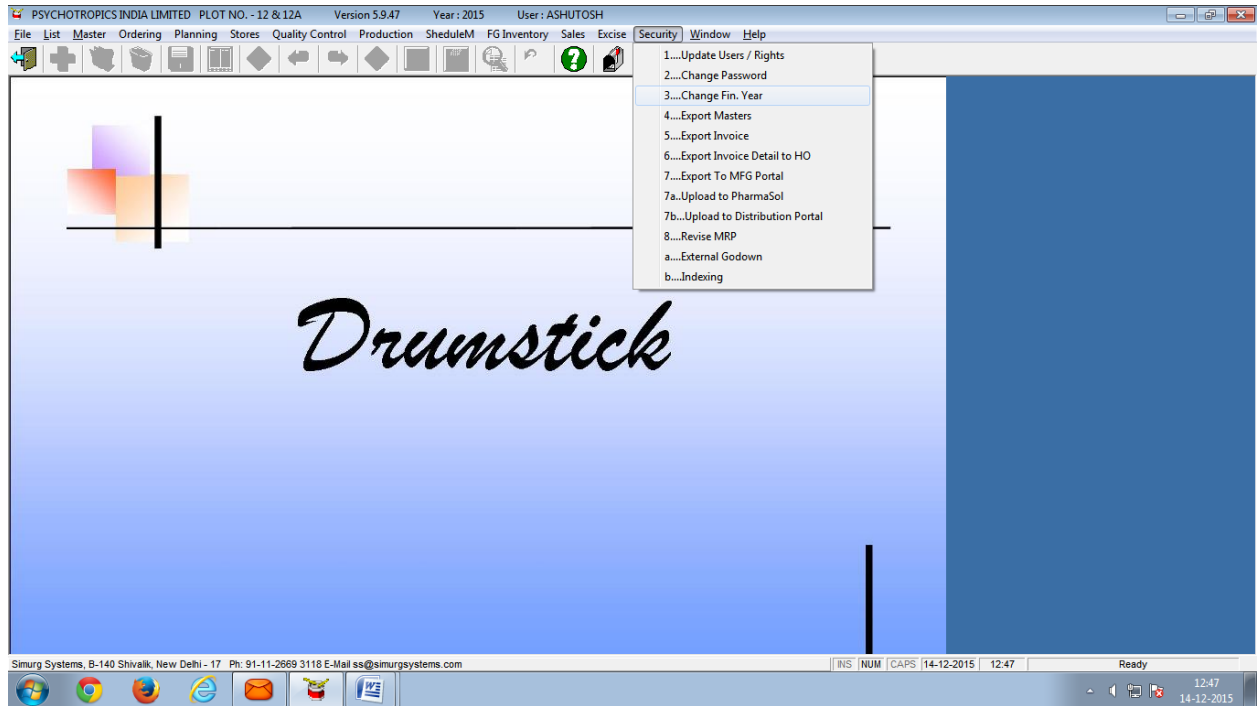 PSYCHOTROPICS INDIA LIMITED PLOT NO. - 12 & 12A Version 5.9.47 Year : 2015 User : ASHUTOSH
File List Master Ordering Planning Stores Quality Control Production SheduleM FG Inventory Sales Excise Security Window Help
1....Update Users / Rights
2....Change Password
3....Change Fin. Year
4....Export Masters
5....Export Invoice
6....Export Invoice Detail to HO
7....Export To MFG Portal
7a..Upload to PharmaSol
7b...Upload to Distribution Portal
8....Revise MRP
a....External Godown
b....Indexing
Drumstick
Simurg Systems, B-140 Shivalik, New Delhi - 17 Ph: 91-11-2669 3118 E-Mail ss@simurgsystems.com INS NUM CAPS 14-12-2015 12:47 Ready
12:47
14-12-2015